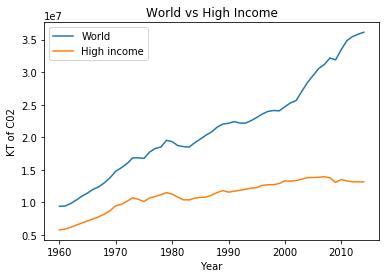 World vs High Income
1e7
World
High income
KT of C02
3.5
3.0
2.5
2.0
1.5
1.0
0.5
1960 1970 1980 1990 2000 2010
Year